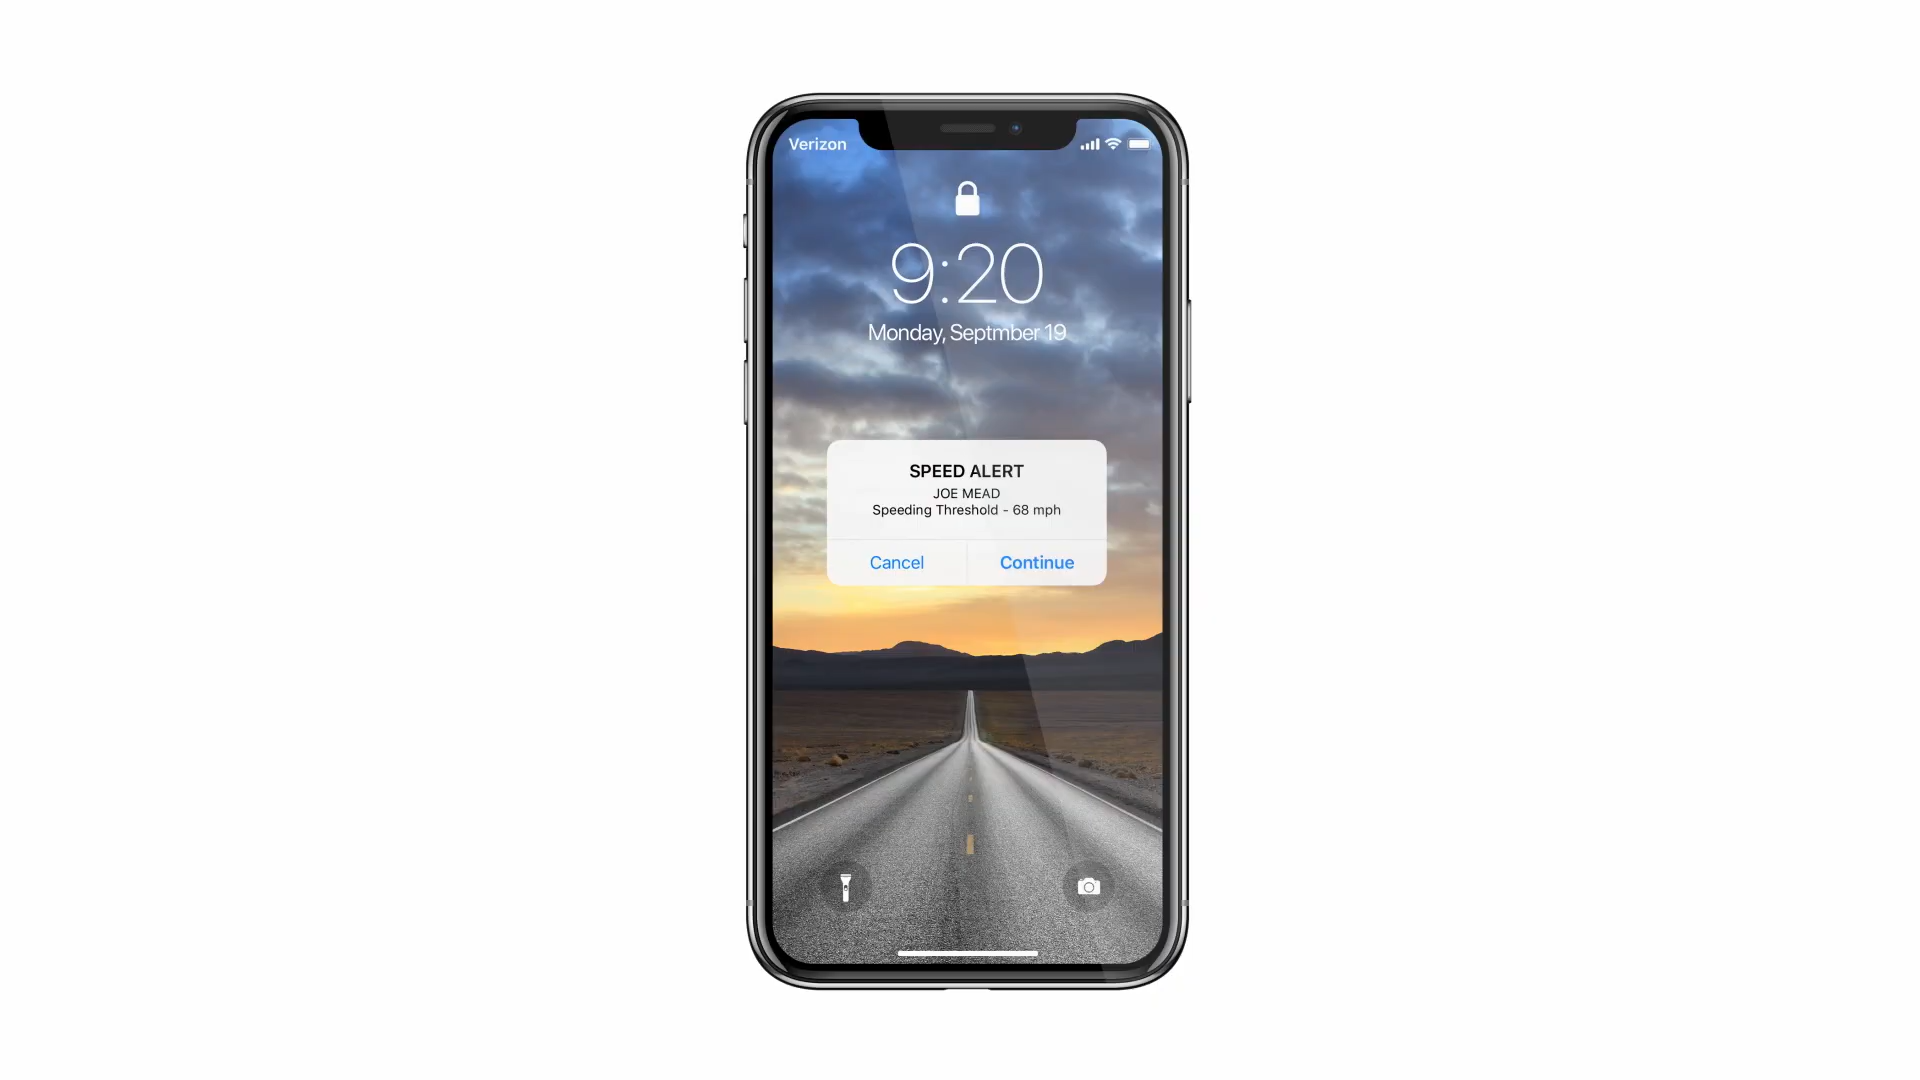 Verizon
9:20
Monday, Septmber 19
SPEED ALERT
JOE MEAD
Speeding Threshold - 68 mph
Cancel
Continue